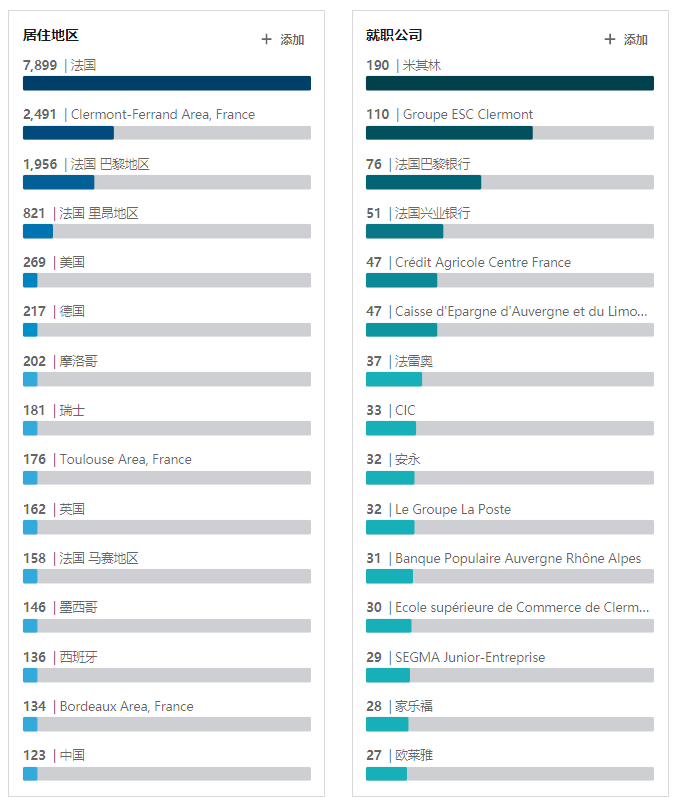 居住地区
+ 添加
7,899 | 法国
2,491 | Clermont-Ferrand Area, France
1,956 | 法国 巴黎地区
821 | 法国 里昂地区
269 | 美国
217 | 德国
202 | 摩洛哥
181 | 瑞士
176 | Toulouse Area, France
162 | 英国
158 | 法国 马赛地区
146 | 墨西哥
136 | 西班牙
134 | Bordeaux Area, France
123 | 中国
就职公司
+ 添加
190 | 米其林
110 | Groupe ESC Clermont
76 | 法国巴黎银行
51 | 法国兴业银行
47 | Crédit Agricole Centre France
47 | Caisse d'Epargne d'Auvergne et du Limo...
37 | 法雷奥
33 | CIC
32 | 安永
32 | Le Groupe La Poste
31 | Banque Populaire Auvergne Rhône Alpes
30 | Ecole supérieure de Commerce de Clerm...
29 | SEGMA Junior-Entreprise
28 | 家乐福
27 | 欧莱雅